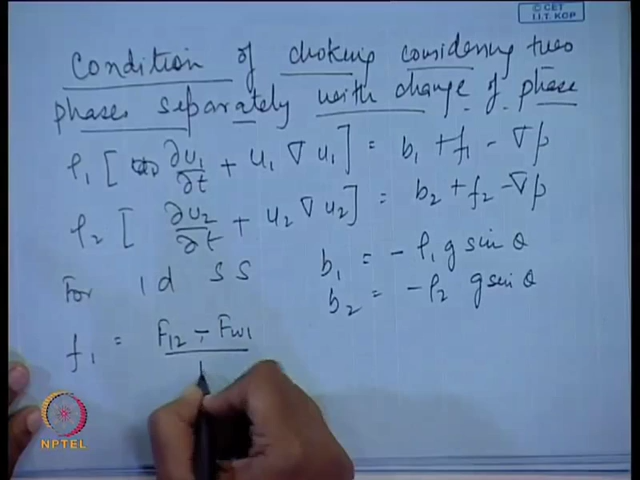 © CET
I.I.T. KGP
Condition of choking considering two
phases separately with change of phase
ρ₁ [ ∂u₁/∂t + u₁ ∇ u₁ ] = b₁ + f₁ - ∇p
ρ₂ [ ∂u₂/∂t + u₂ ∇ u₂ ] = b₂ + f₂ - ∇p
For 1d SS
b₁ = - ρ₁ g sin θ
b₂ = - ρ₂ g sin θ
f₁ = F₁₂ - Fw₁
NPTEL